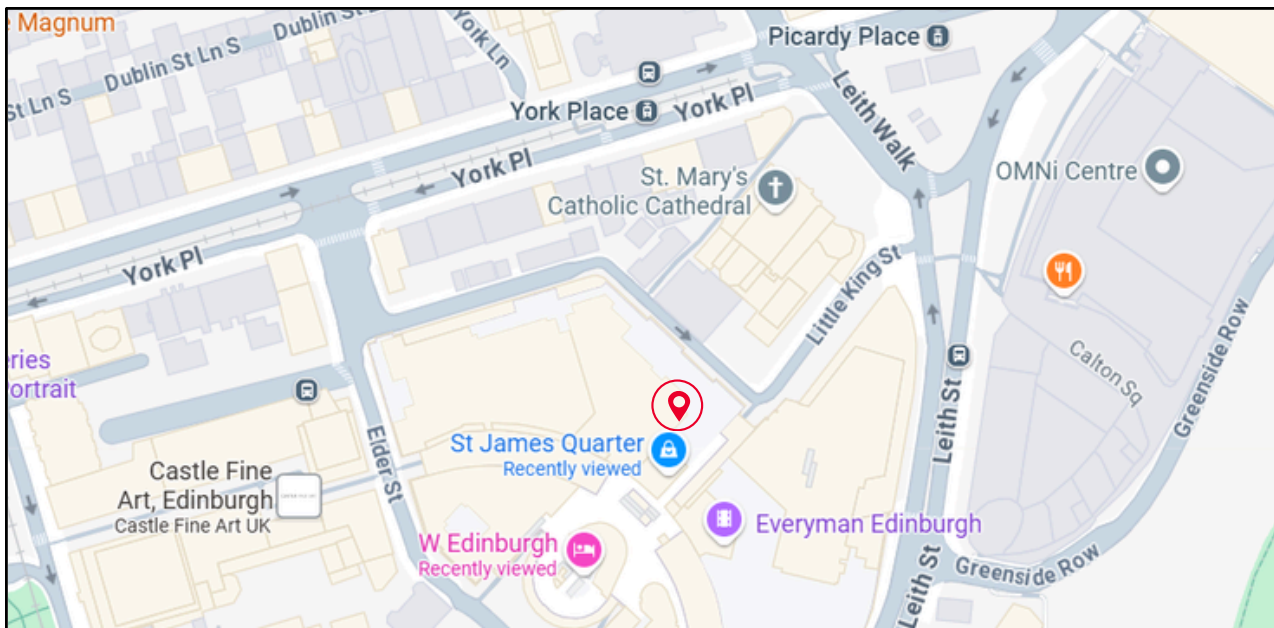 e Magnum
Dublin St Ln S
Dublin St L
York Ln
St Ln S
Picardy Place
York Place
York Pl
York Pl
Leith Walk
OMNi Centre
St. Mary's
Catholic Cathedral
York Pl
Little King St
eries
ortrait
Calton Sq
Greenside Row
Leith St
St James Quarter
Recently viewed
Elder St
Castle Fine
Art, Edinburgh
Castle Fine Art UK
Everyman Edinburgh
W Edinburgh
Recently viewed
Leith St
Greenside Row